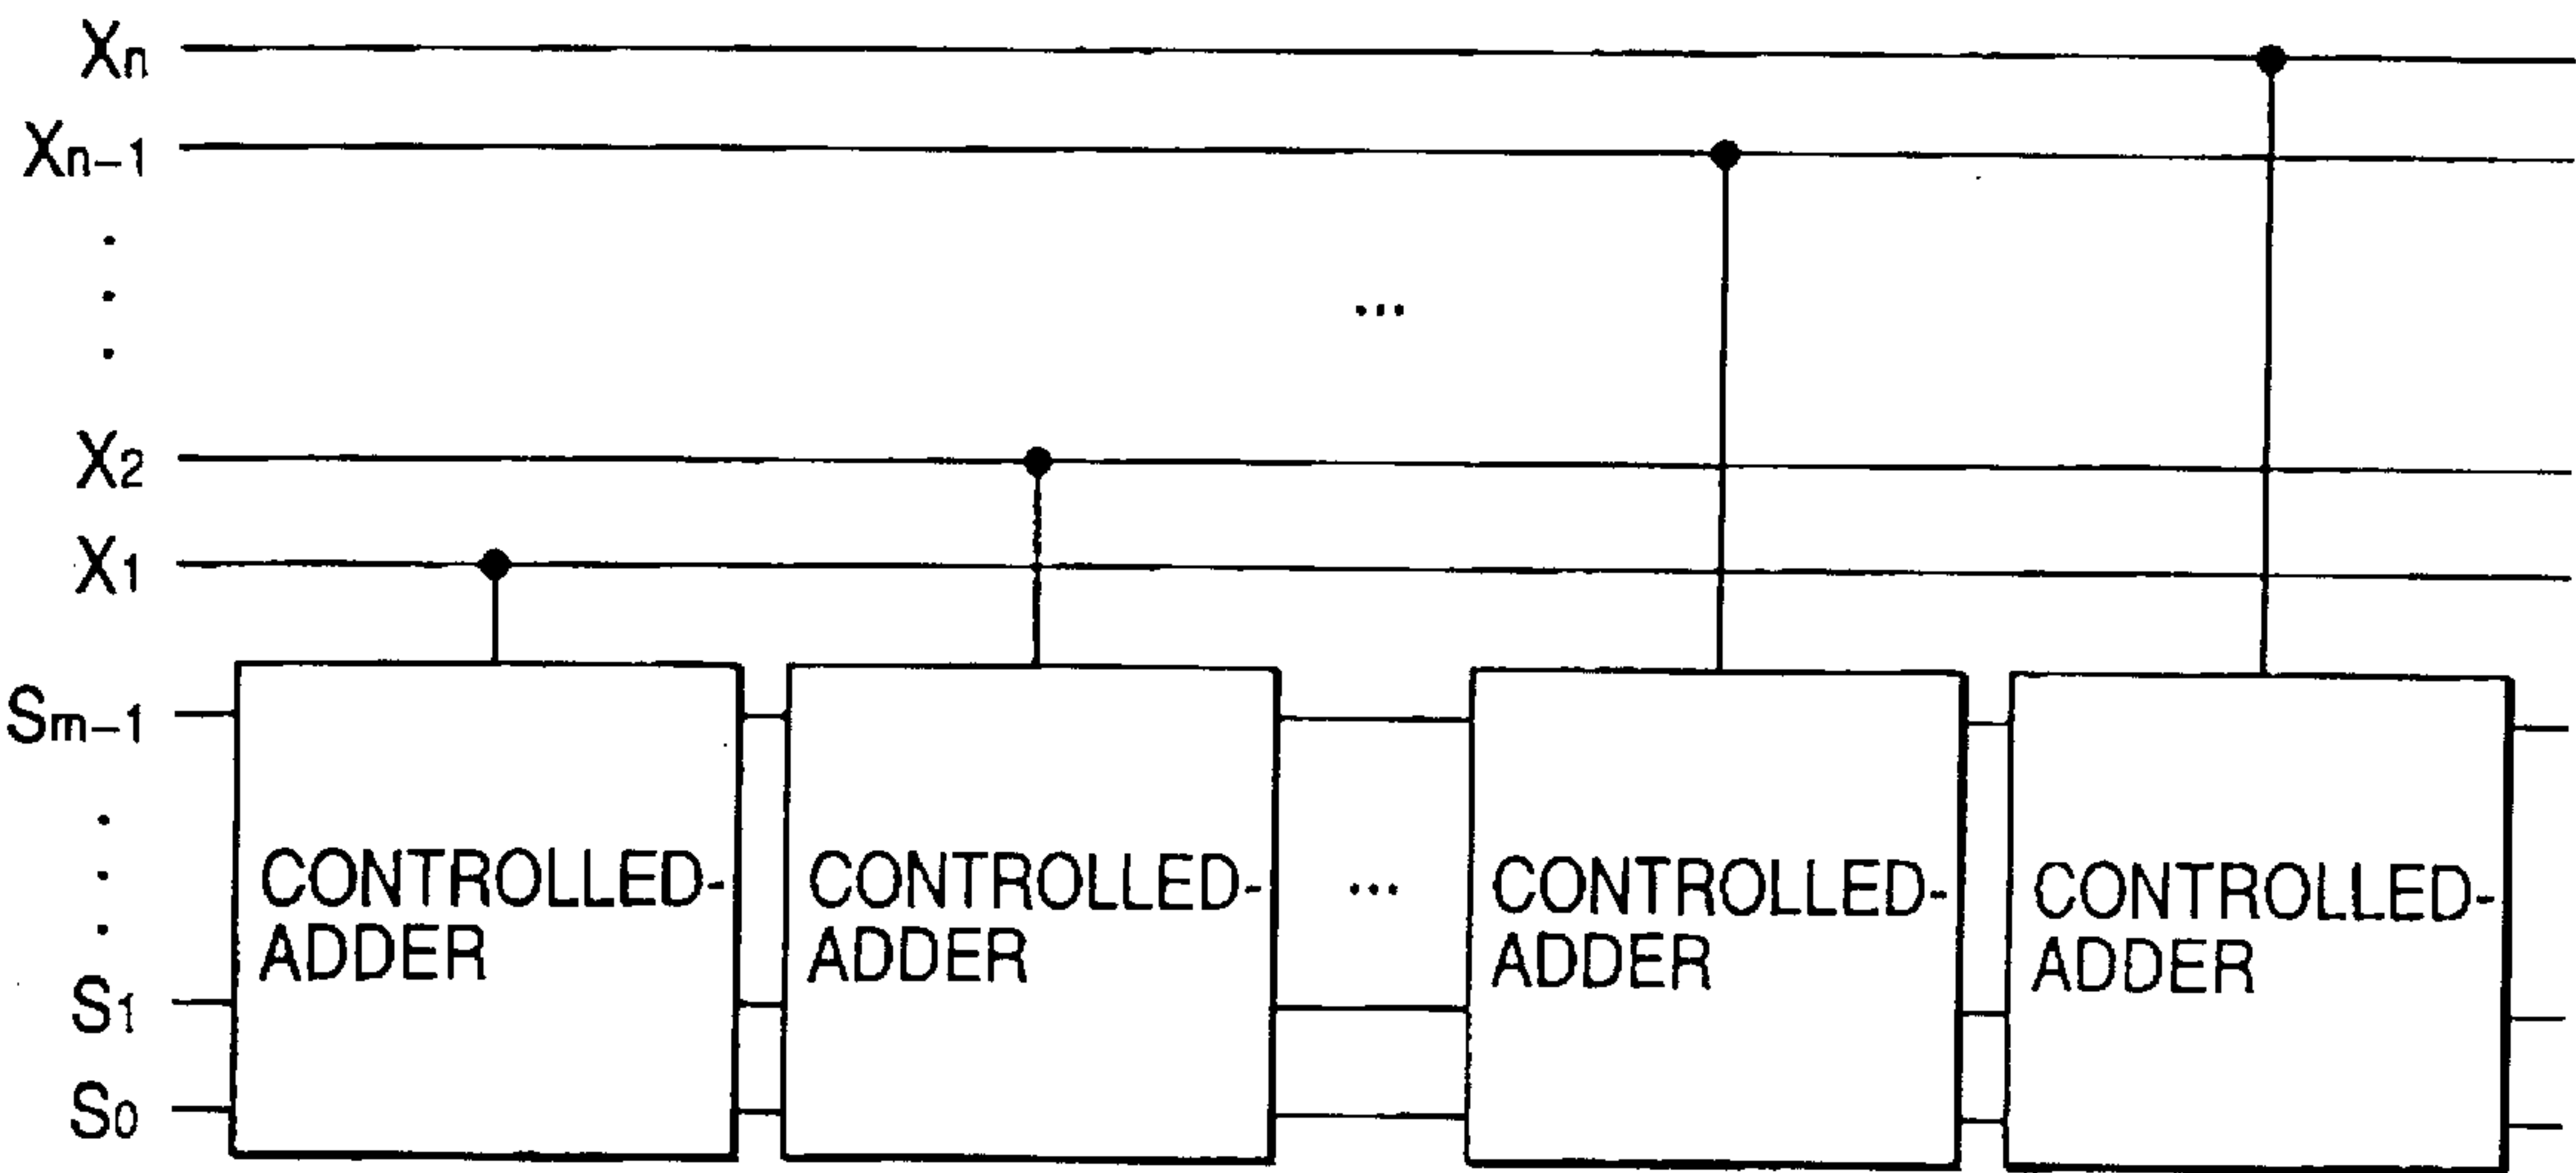 Xn
Xn-1
...
X2
X1
Sm-1
CONTROLLED-
ADDER
CONTROLLED-
ADDER
...
CONTROLLED-
ADDER
CONTROLLED-
ADDER
S1
S0